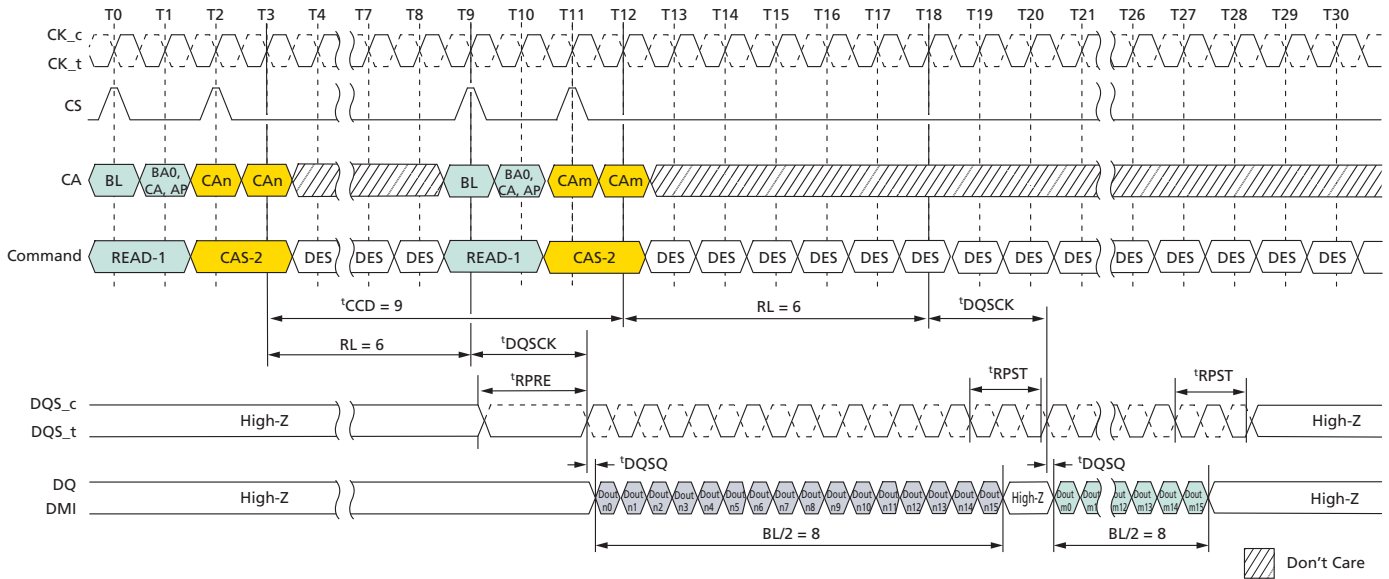 T0 T1 T2 T3 T4 T7 T8 T9 T10 T11 T12 T13 T14 T15 T16 T17 T18 T19 T20 T21 T26 T27 T28 T29 T30
CK_c
CK_t
CS
CA BL BA0, CA, AP CAn CAn BL BA0, CA, AP CAm CAm
Command READ-1 CAS-2 DES DES DES READ-1 CAS-2 DES DES DES DES DES DES DES DES DES DES DES DES DES DES
tCCD = 9 RL = 6 tDQSCK
RL = 6 tDQSCK
tRPRE tRPST tRPST
DQS_c
DQS_t
High-Z High-Z
tDQSQ tDQSQ
DQ
DMI
High-Z Dout n0 Dout n1 Dout n2 Dout n3 Dout n4 Dout n5 Dout n6 Dout n7 Dout n8 Dout n9 Dout n10 Dout n11 Dout n12 Dout n13 Dout n14 Dout n15 High-Z Dout m0 Dout m1 out m12 Dout m13 Dout m14 Dout m15 High-Z
BL/2 = 8 BL/2 = 8
Don't Care